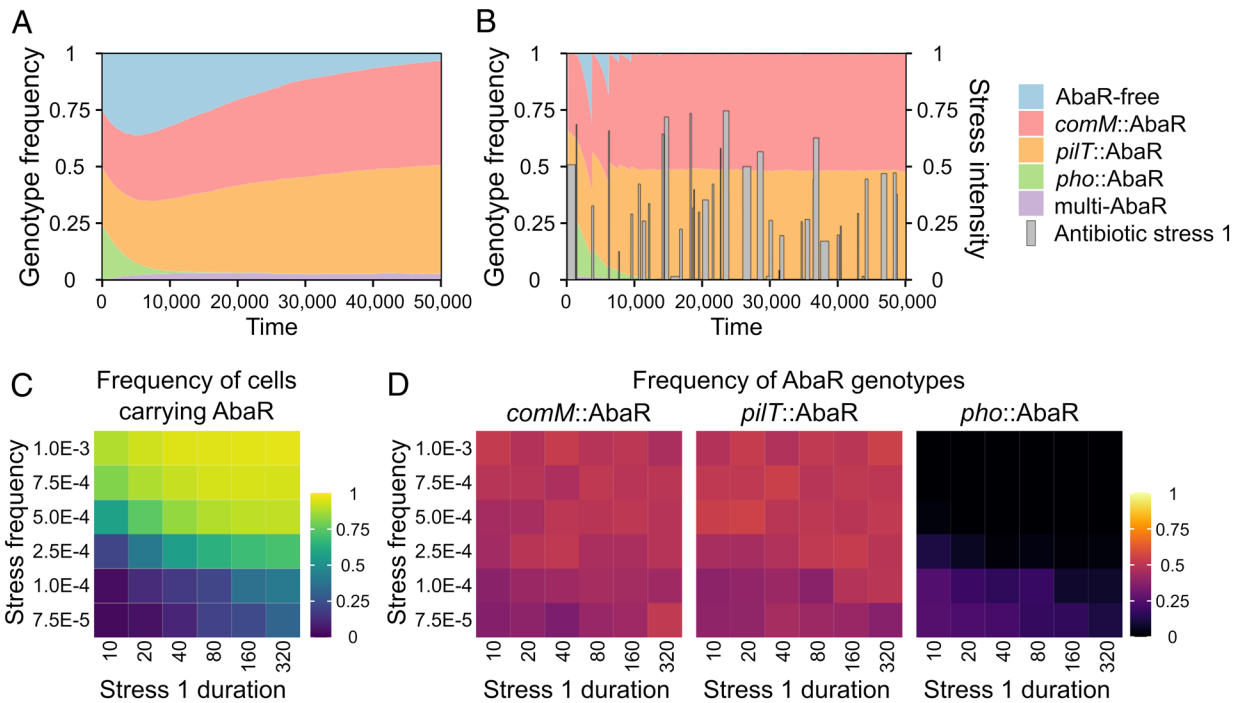 A
B
1
0.75
0.5
0.25
0
Genotype frequency
0
10,000
20,000
30,000
40,000
50,000
Time
1
0.75
0.5
0.25
0
Genotype frequency
0
10,000
20,000
30,000
40,000
50,000
Time
1
0.75
0.5
0.25
0
Stress intensity
AbaR-free
comM::AbaR
pilT::AbaR
pho::AbaR
multi-AbaR
Antibiotic stress 1
C
Frequency of cells
carrying AbaR
Stress frequency
1.0E-3
7.5E-4
5.0E-4
2.5E-4
1.0E-4
7.5E-5
10
20
40
80
160
320
Stress 1 duration
1
0.75
0.5
0.25
0
D
Frequency of AbaR genotypes
comM::AbaR
pilT::AbaR
pho::AbaR
Stress frequency
1.0E-3
7.5E-4
5.0E-4
2.5E-4
1.0E-4
7.5E-5
10
20
40
80
160
320
Stress 1 duration
10
20
40
80
160
320
Stress 1 duration
10
20
40
80
160
320
Stress 1 duration
1
0.75
0.5
0.25
0